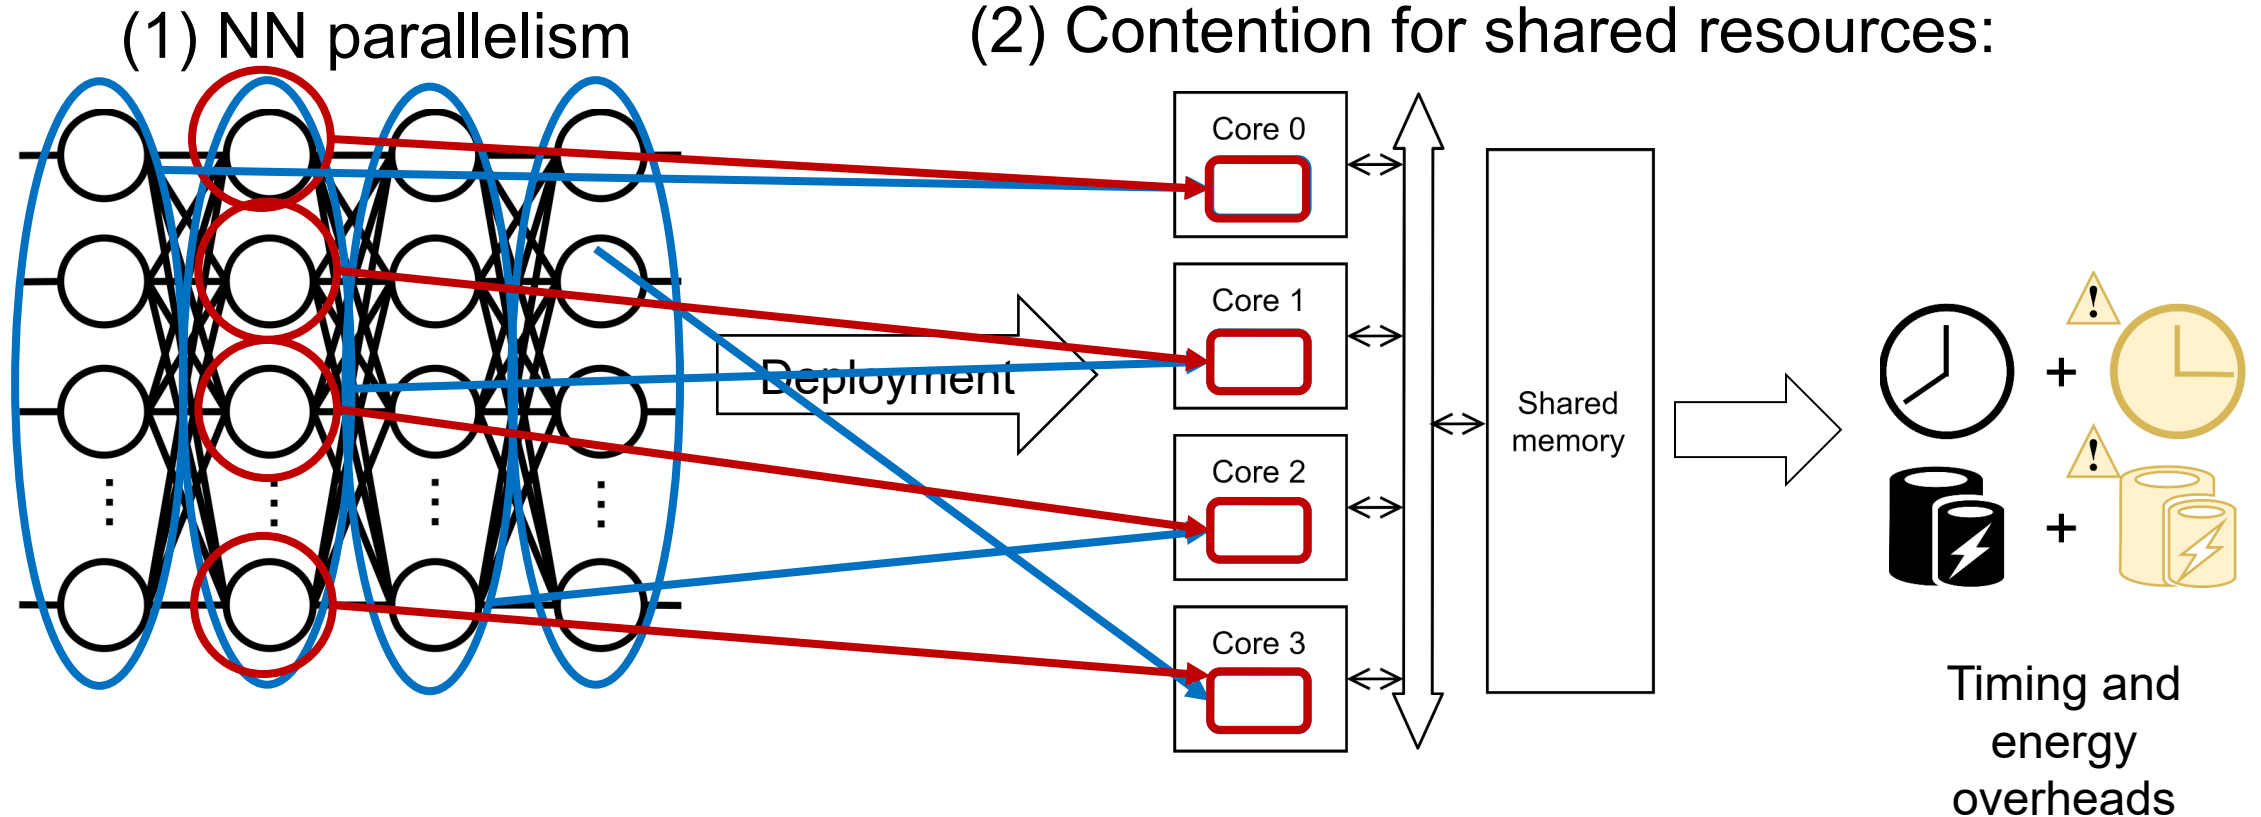 (1) NN parallelism
(2) Contention for shared resources:
Deployment
Core 0
Core 1
Core 2
Core 3
Shared
memory
!
+
!
+
Timing and
energy
overheads